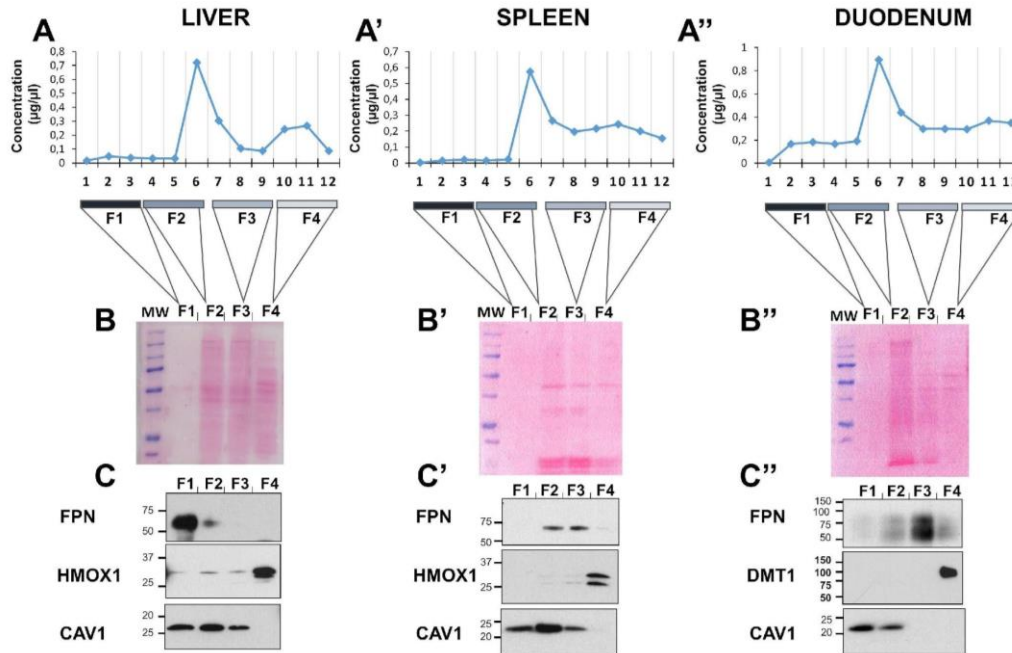 LIVER SPLEEN DUODENUM
A A' A"
Concentration (µg/µl) Concentration (µg/µl) Concentration (µg/µl)
0,8 0,7 1
0,7 0,6 0,8
0,6 0,5 0,6
0,5 0,4 0,4
0,4 0,3 0,2
0,3 0,2 0
0,2 0,1
0,1 0
0
1 2 3 4 5 6 7 8 9 10 11 12 1 2 3 4 5 6 7 8 9 10 11 12 1 2 3 4 5 6 7 8 9 10 11 12
F1 F2 F3 F4 F1 F2 F3 F4 F1 F2 F3 F4
B B' B"
MW F1 F2 F3 F4 MW F1 F2 F3 F4 MW F1 F2 F3 F4
C C' C"
F1 F2 F3 F4 F1 F2 F3 F4 F1 F2 F3 F4
FPN 75 50 FPN 75 50 FPN 150 100 75 50
HMOX1 37 25 HMOX1 37 25 DMT1 150 100 75 50
CAV1 20 25 CAV1 25 20 CAV1 25 20